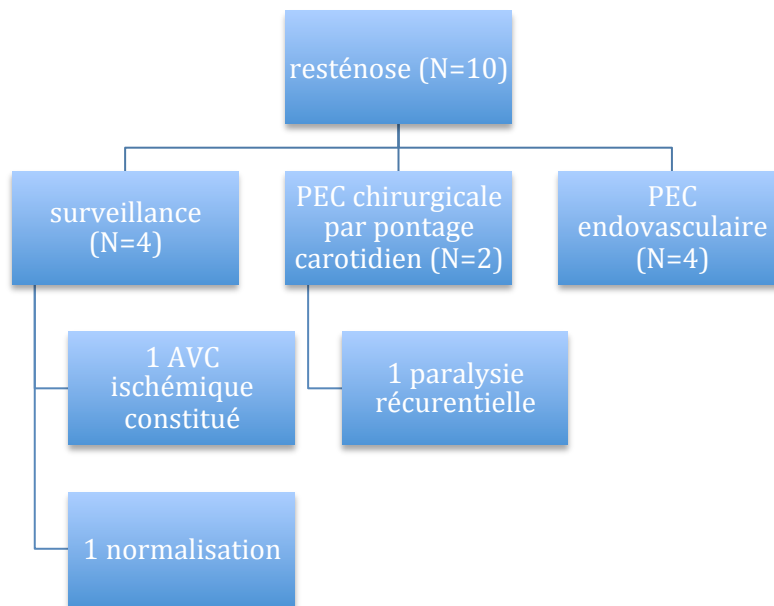 resténose (N=10)
surveillance
(N=4)
PEC chirurgicale
par pontage
carotidien (N=2)
PEC
endovasculaire
(N=4)
1 AVC
ischémique
constitué
1 paralysie
récurentielle
1 normalisation